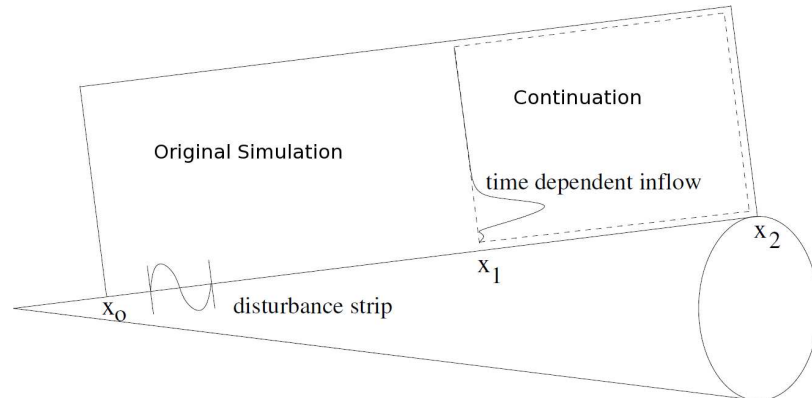 Continuation
Original Simulation
time dependent inflow
x₂
x₁
xₒ
disturbance strip